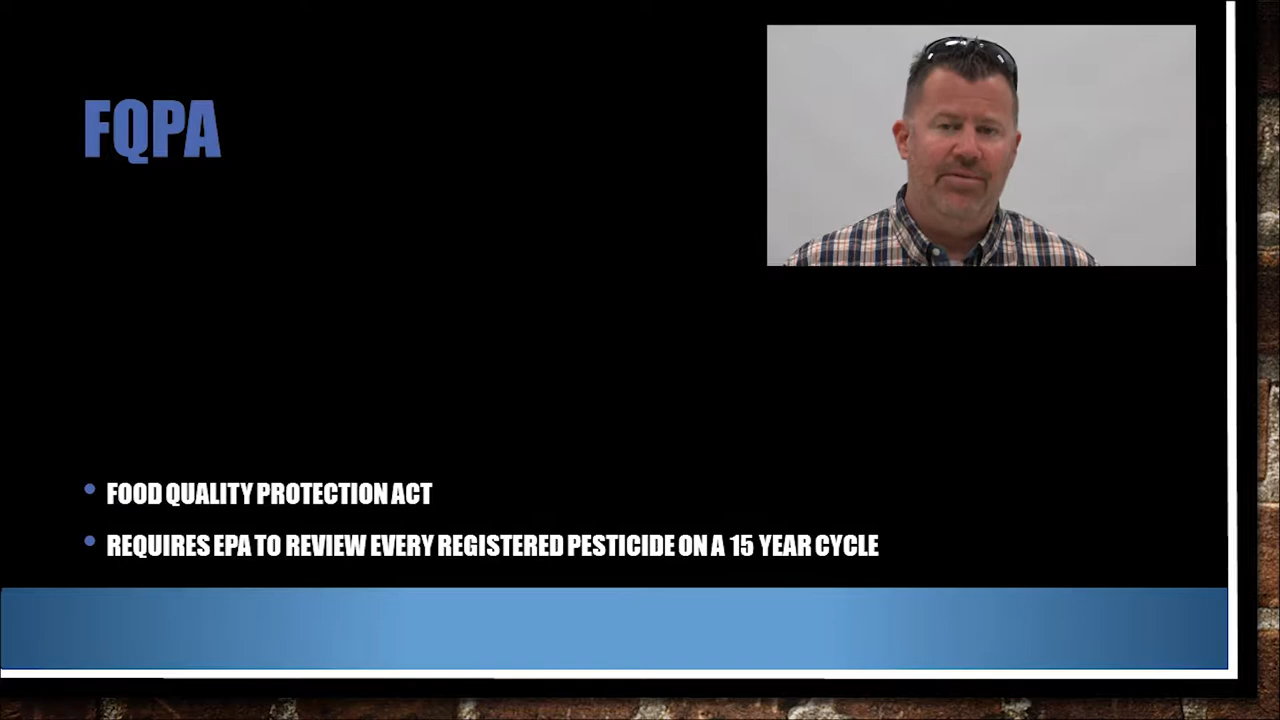 FQPA
FOOD QUALITY PROTECTION ACT
REQUIRES EPA TO REVIEW EVERY REGISTERED PESTICIDE ON A 15 YEAR CYCLE